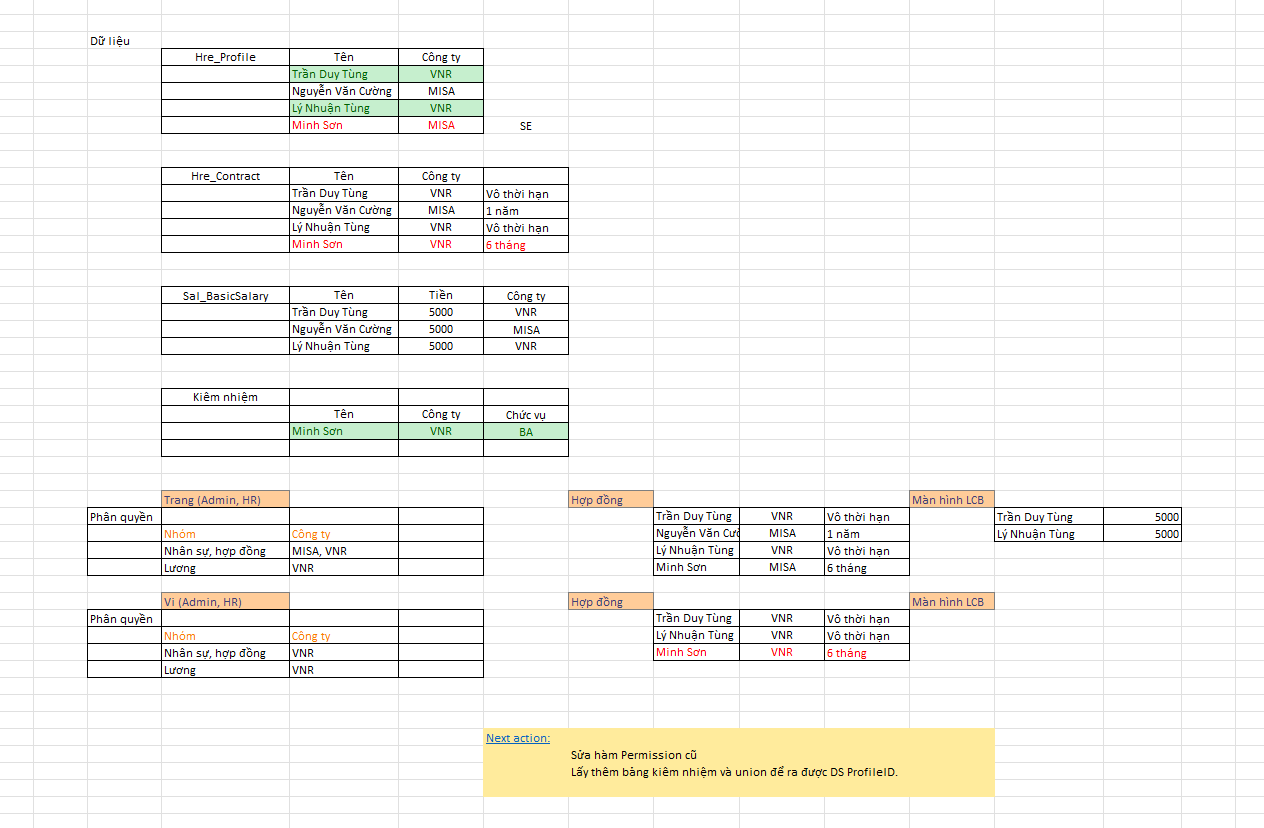 Dữ liệu
Hre_Profile Tên Công ty
Trần Duy Tùng VNR
Nguyễn Văn Cường MISA
Lý Nhuận Tùng VNR
Minh Sơn MISA SE
Hre_Contract Tên Công ty
Trần Duy Tùng VNR Vô thời hạn
Nguyễn Văn Cường MISA 1 năm
Lý Nhuận Tùng VNR Vô thời hạn
Minh Sơn VNR 6 tháng
Sal_BasicSalary Tên Tiền Công ty
Trần Duy Tùng 5000 VNR
Nguyễn Văn Cường 5000 MISA
Lý Nhuận Tùng 5000 VNR
Kiêm nhiệm
Tên Công ty Chức vụ
Minh Sơn VNR BA
Trang (Admin, HR) Hợp đồng Màn hình LCB
Phân quyền Trần Duy Tùng VNR Vô thời hạn Trần Duy Tùng 5000
Nhóm Công ty Nguyễn Văn Cườ MISA 1 năm Lý Nhuận Tùng 5000
Nhân sự, hợp đồng MISA, VNR Lý Nhuận Tùng VNR Vô thời hạn
Lương VNR Minh Sơn MISA 6 tháng
Vi (Admin, HR) Hợp đồng Màn hình LCB
Phân quyền Trần Duy Tùng VNR Vô thời hạn
Nhóm Công ty Lý Nhuận Tùng VNR Vô thời hạn
Nhân sự, hợp đồng VNR Minh Sơn VNR 6 tháng
Lương VNR
Next action:
Sửa hàm Permission cũ
Lấy thêm bảng kiêm nhiệm và union để ra được DS ProfileID.